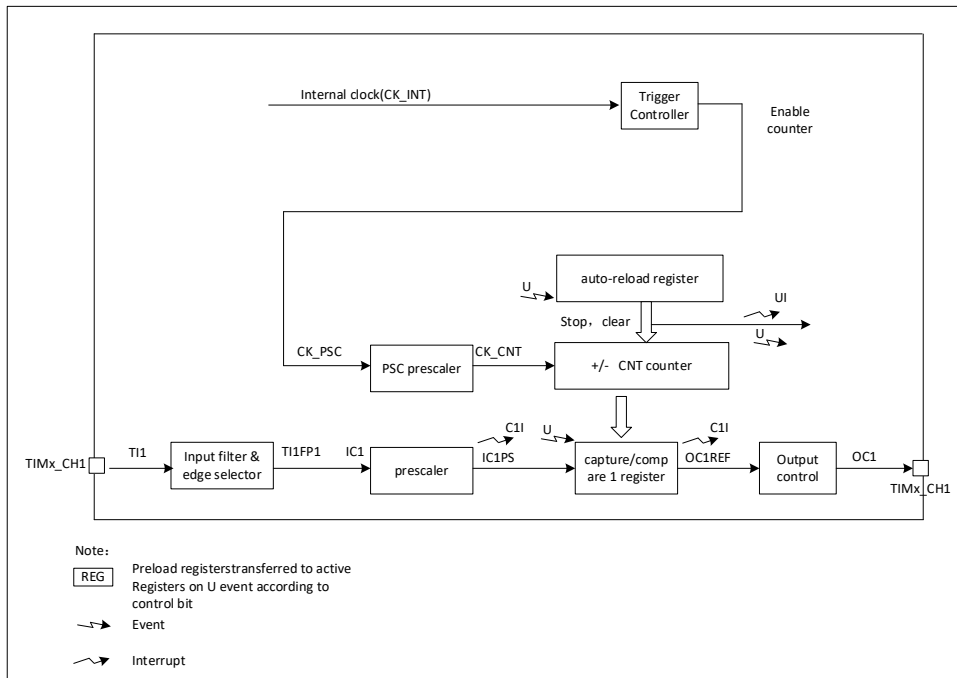 Internal clock(CK_INT)
Trigger
Controller
Enable
counter
auto-reload register
U
UI
Stop，clear
U
CK_PSC
CK_CNT
PSC prescaler
+/- CNT counter
C1I
U
C1I
TIMx_CH1
TI1
Input filter &
edge selector
TI1FP1
IC1
prescaler
IC1PS
capture/comp
are 1 register
OC1REF
Output
control
OC1
TIMx_CH1
Note：
REG
Preload registerstransferred to active
Registers on U event according to
control bit
Event
Interrupt